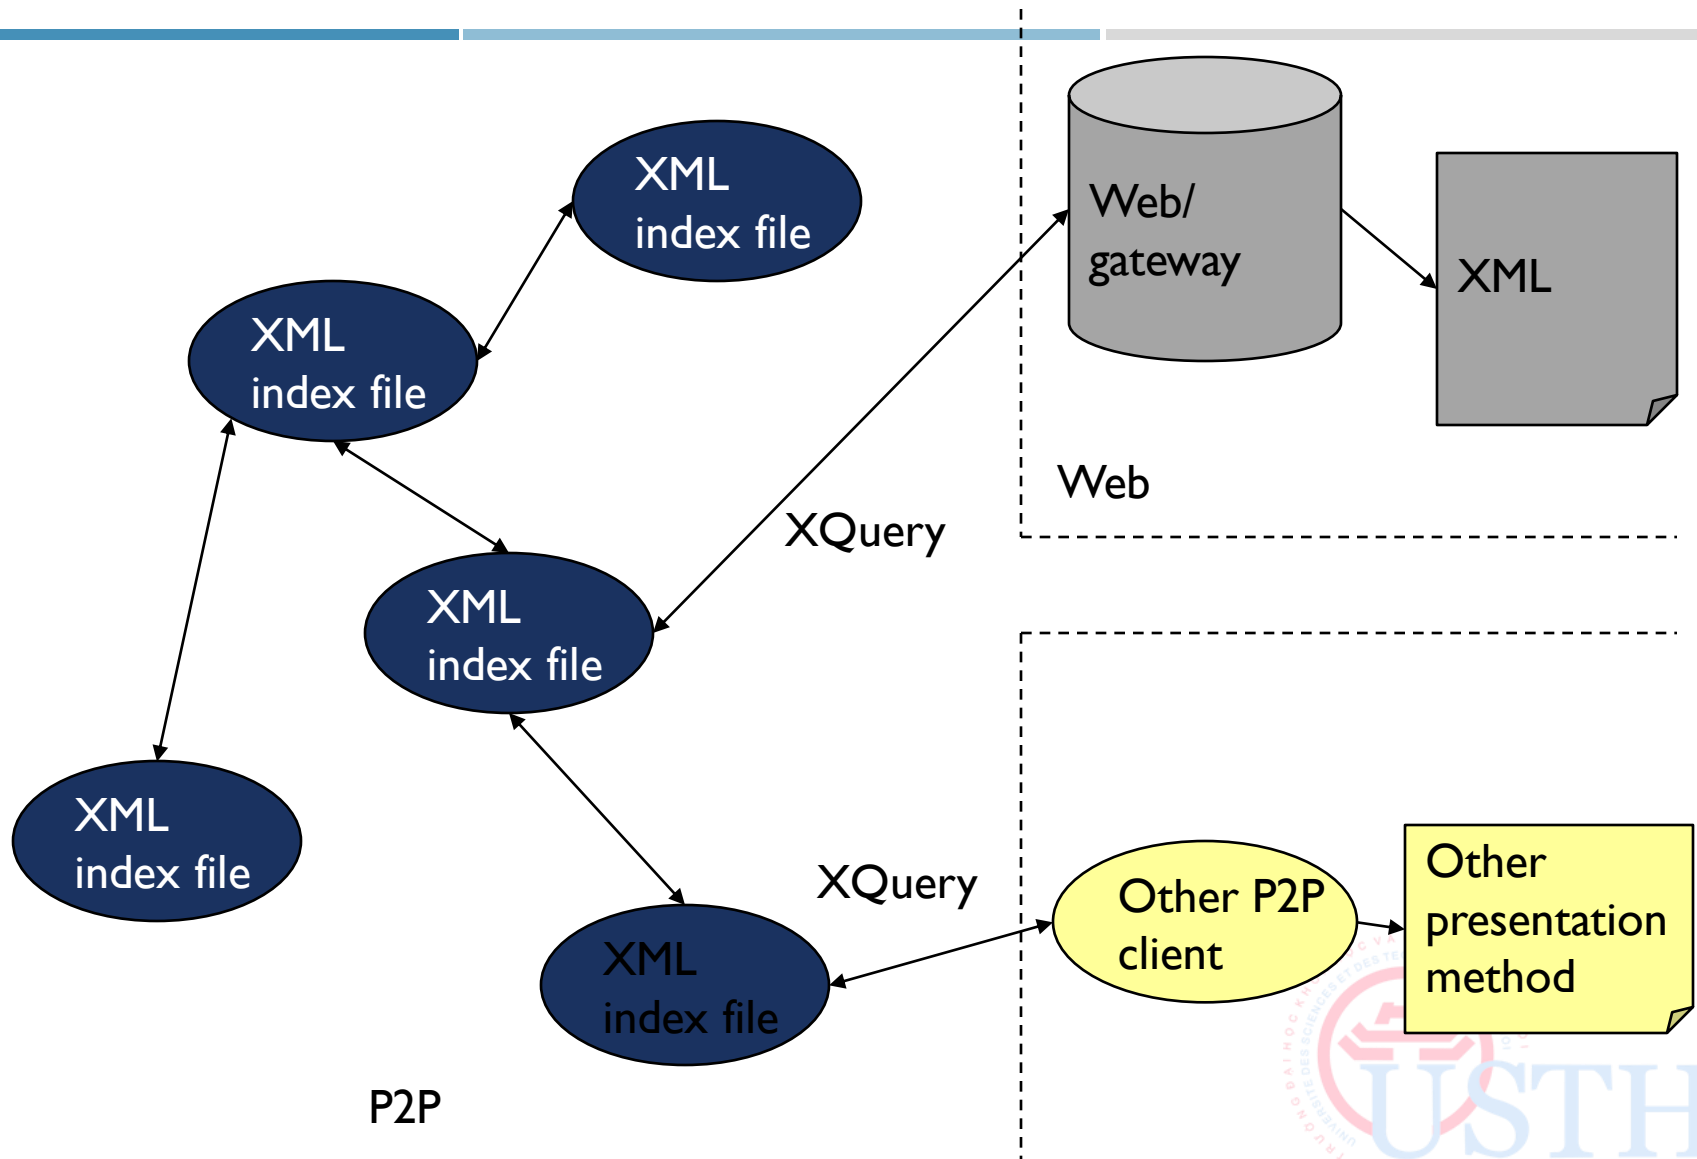 XML
index file
Web/
gateway
XML
XML
index file
Web
XQuery
XML
index file
XML
index file
XQuery
Other P2P
client
Other
presentation
method
XML
index file
P2P
USTH